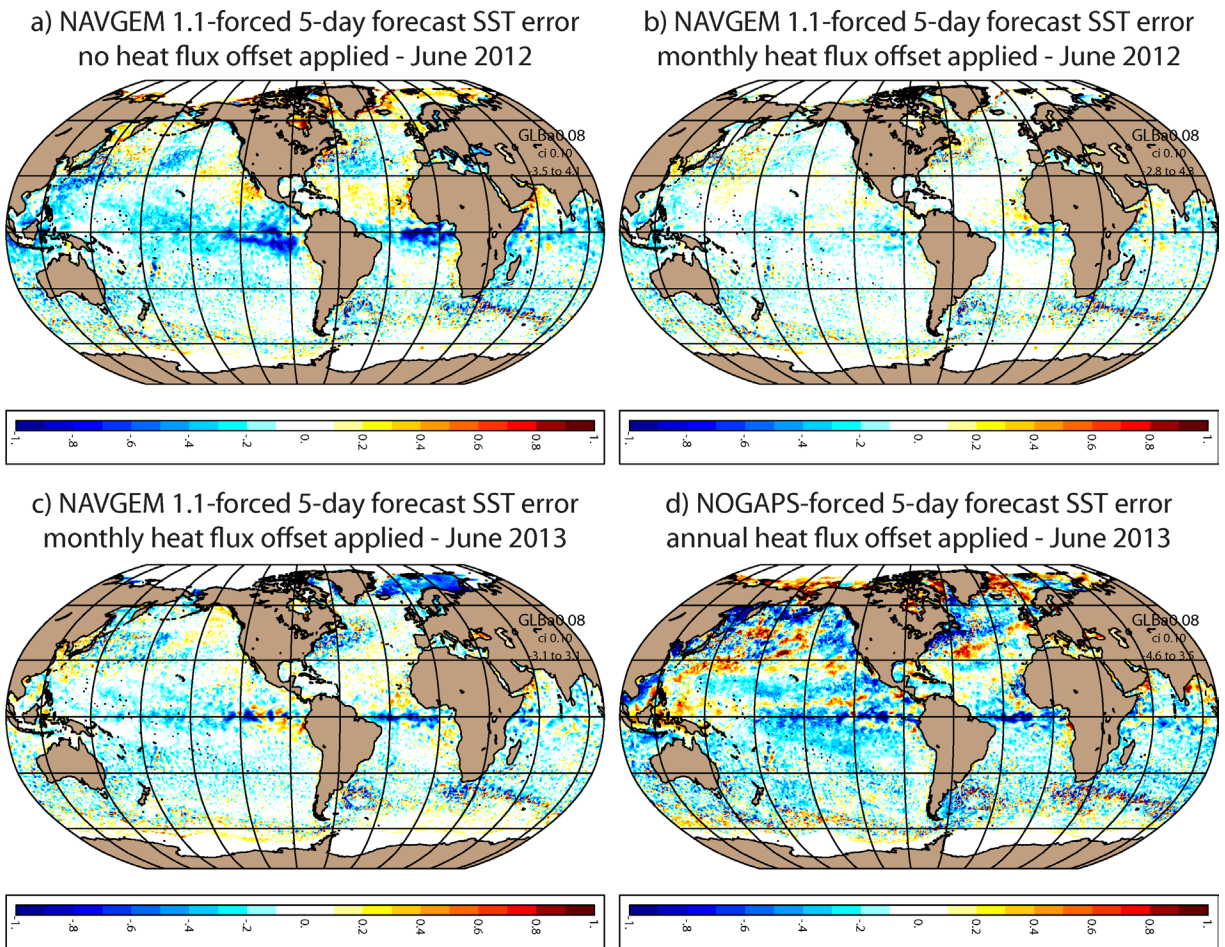 a) NAVGEM 1.1-forced 5-day forecast SST error
no heat flux offset applied - June 2012
GLBa0.08
ci 0.10
-3.5 to 4.1
-1. -.8 -.6 -.4 -.2 0. 0.2 0.4 0.6 0.8 1.
b) NAVGEM 1.1-forced 5-day forecast SST error
monthly heat flux offset applied - June 2012
GLBa0.08
ci 0.10
-2.8 to 4.3
-1. -.8 -.6 -.4 -.2 0. 0.2 0.4 0.6 0.8 1.
c) NAVGEM 1.1-forced 5-day forecast SST error
monthly heat flux offset applied - June 2013
GLBa0.08
ci 0.10
-3.1 to 3.1
-1. -.8 -.6 -.4 -.2 0. 0.2 0.4 0.6 0.8 1.
d) NOGAPS-forced 5-day forecast SST error
annual heat flux offset applied - June 2013
GLBa0.08
ci 0.10
-4.6 to 3.5
-1. -.8 -.6 -.4 -.2 0. 0.2 0.4 0.6 0.8 1.